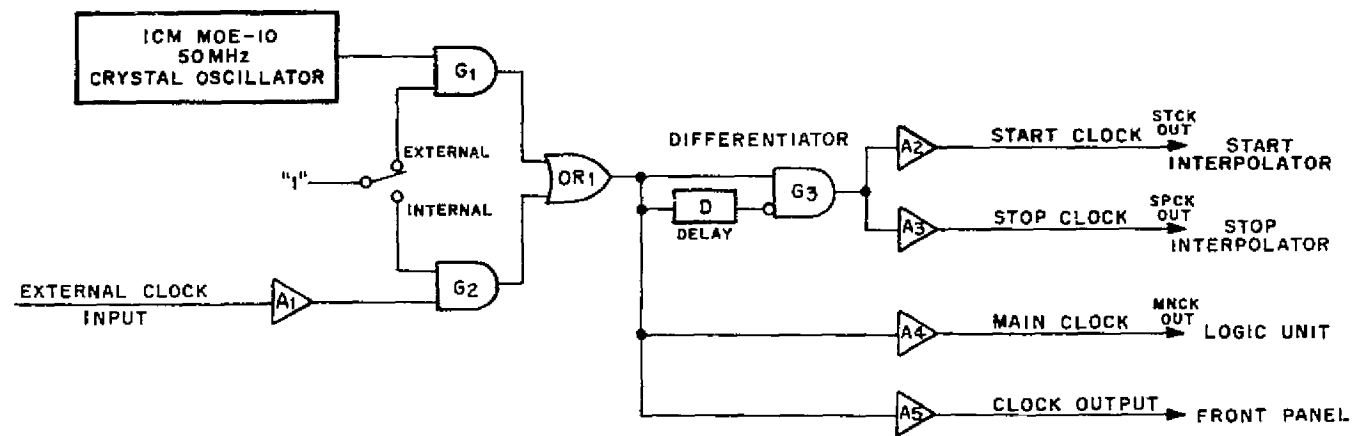 ICM MOE-10
50MHz
CRYSTAL OSCILLATOR
G1
EXTERNAL
"1"
INTERNAL
G2
EXTERNAL CLOCK
INPUT
A1
OR1
DIFFERENTIATOR
G3
D
DELAY
A2
START CLOCK
STCK
OUT
START
INTERPOLATOR
A3
STOP CLOCK
SPCK
OUT
STOP
INTERPOLATOR
A4
MAIN CLOCK
MNCK
OUT
LOGIC UNIT
A5
CLOCK OUTPUT
FRONT PANEL